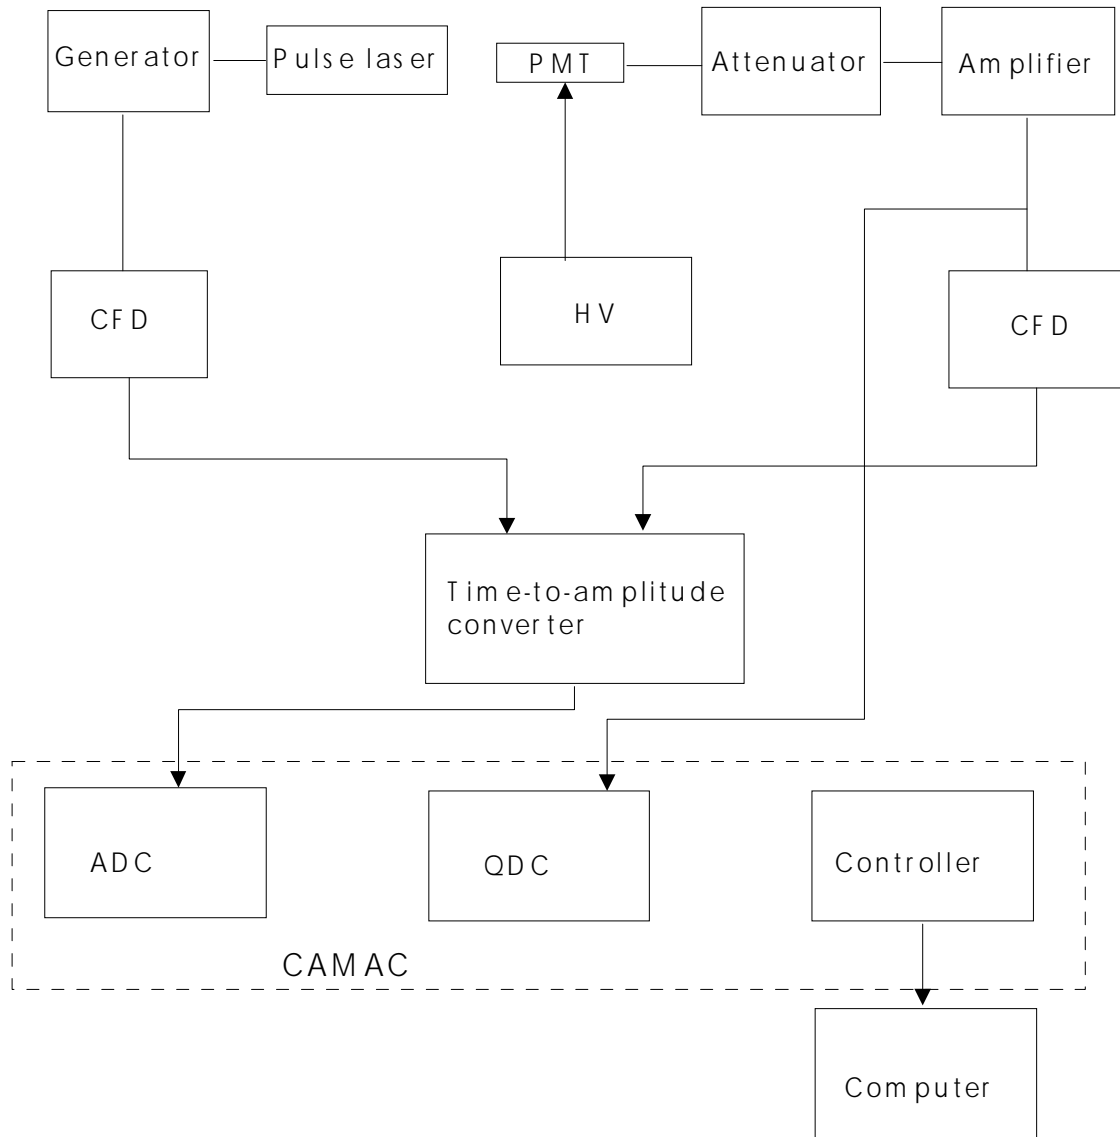 Generator
Pulse laser
PMT
Attenuator
Amplifier
CFD
HV
CFD
Time-to-amplitude
converter
ADC
QDC
Controller
CAMAC
Computer